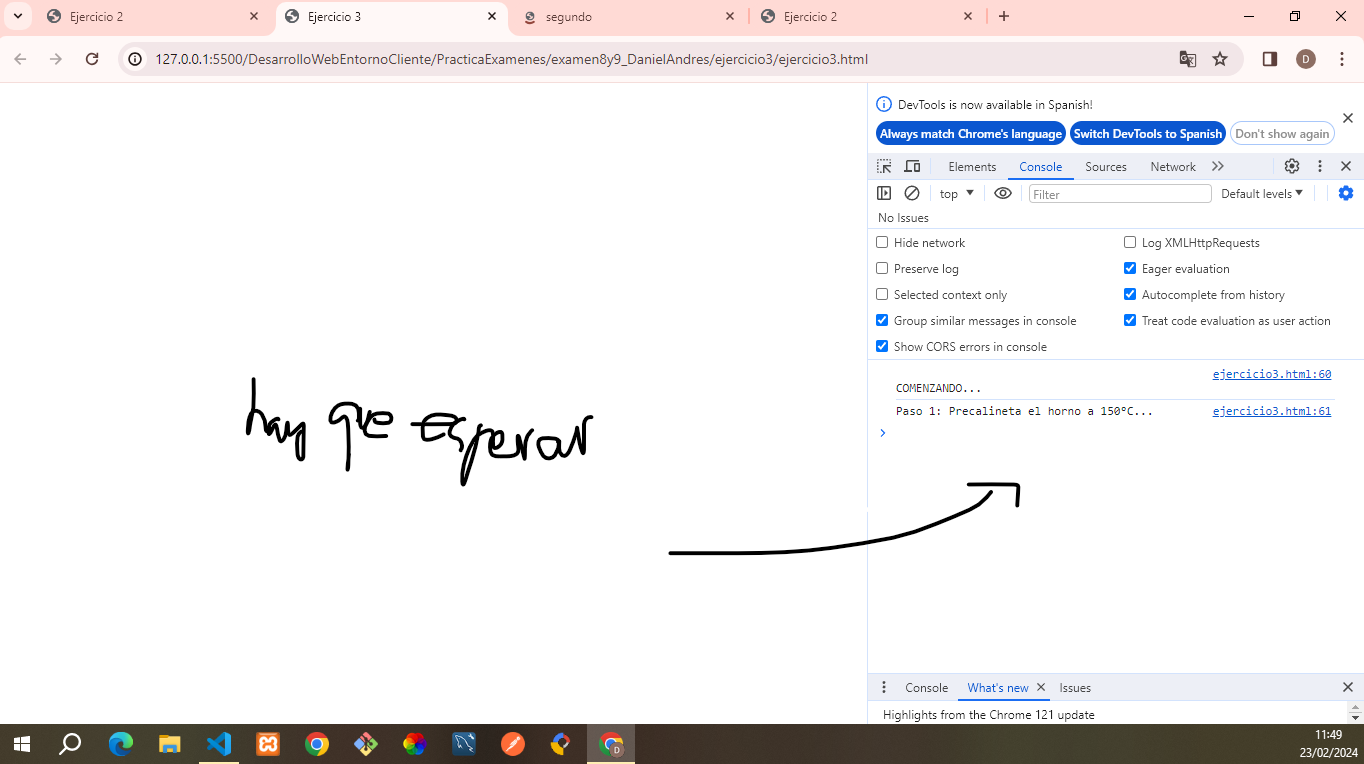 Ejercicio 2
Ejercicio 3
segundo
Ejercicio 2
127.0.0.1:5500/DesarrolloWebEntornoCliente/PracticaExamenes/examen8y9_DanielAndres/ejercicio3/ejercicio3.html
D
DevTools is now available in Spanish!
Always match Chrome's language Switch DevTools to Spanish Don't show again
Elements Console Sources Network
top Filter Default levels
No Issues
Hide network Log XMLHttpRequests
Preserve log Eager evaluation
Selected context only Autocomplete from history
Group similar messages in console Treat code evaluation as user action
Show CORS errors in console
ejercicio3.html:60
COMENZANDO...
Paso 1: Precalineta el horno a 150ºC... ejercicio3.html:61
hay que esperar
Console What's new Issues
Highlights from the Chrome 121 update
D
11:49
23/02/2024